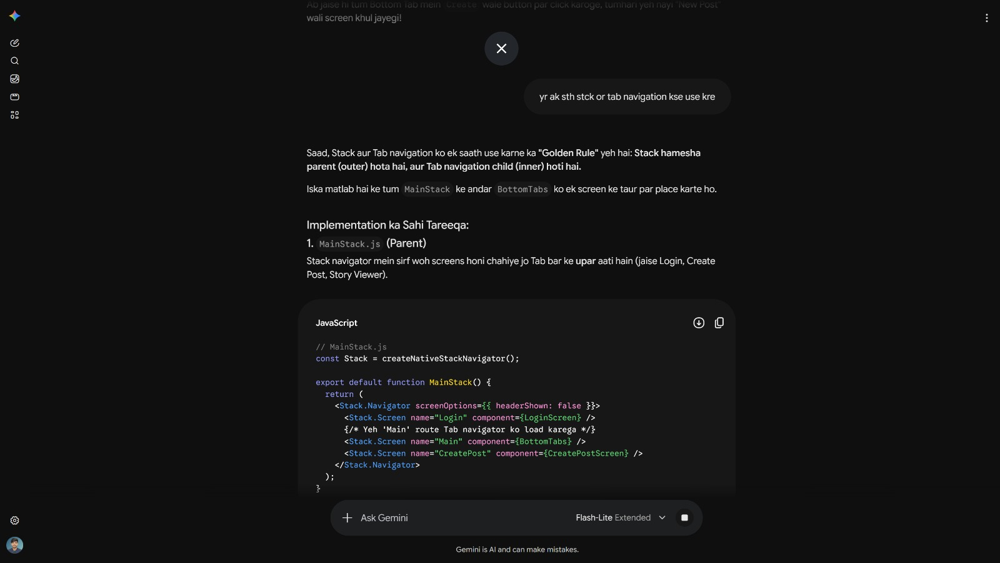 Ab jaise hi tum Bottom Tab mein Create wale button par click karoge, tumhari yeh nayi "New Post"
wali screen khul jayegi!
yr ak sth stck or tab navigation kse use kre
Saad, Stack aur Tab navigation ko ek saath use karne ka "Golden Rule" yeh hai: Stack hamesha
parent (outer) hota hai, aur Tab navigation child (inner) hoti hai.
Iska matlab hai ke tum MainStack ke andar BottomTabs ko ek screen ke taur par place karte ho.
Implementation ka Sahi Tareeqa:
1. MainStack.js (Parent)
Stack navigator mein sirf woh screens honi chahiye jo Tab bar ke upar aati hain (jaise Login, Create
Post, Story Viewer).
JavaScript
// MainStack.js
const Stack = createNativeStackNavigator();
export default function MainStack() {
return (
<Stack.Navigator screenOptions={{ headerShown: false }}>
<Stack.Screen name="Login" component={LoginScreen} />
{/* Yeh 'Main' route Tab navigator ko load karega */}
<Stack.Screen name="Main" component={BottomTabs} />
<Stack.Screen name="CreatePost" component={CreatePostScreen} />
</Stack.Navigator>
);
}
Ask Gemini
Flash-Lite Extended
Gemini is AI and can make mistakes.